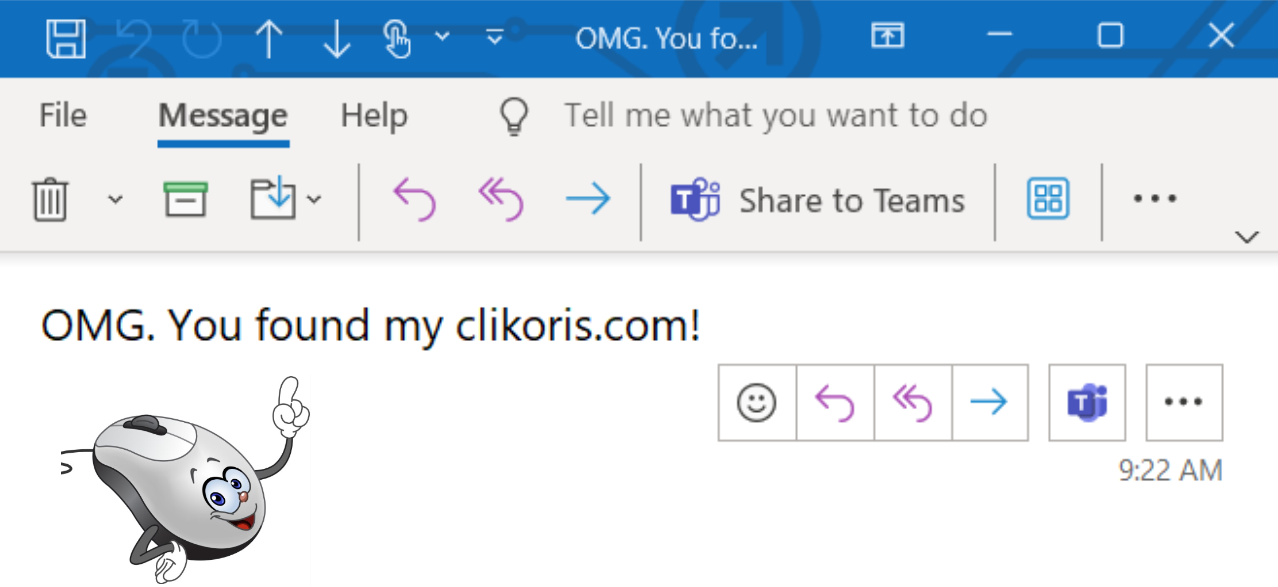 OMG. You fo...
File Message Help Tell me what you want to do
T Share to Teams
OMG. You found my clikoris.com!
T
9:22 AM